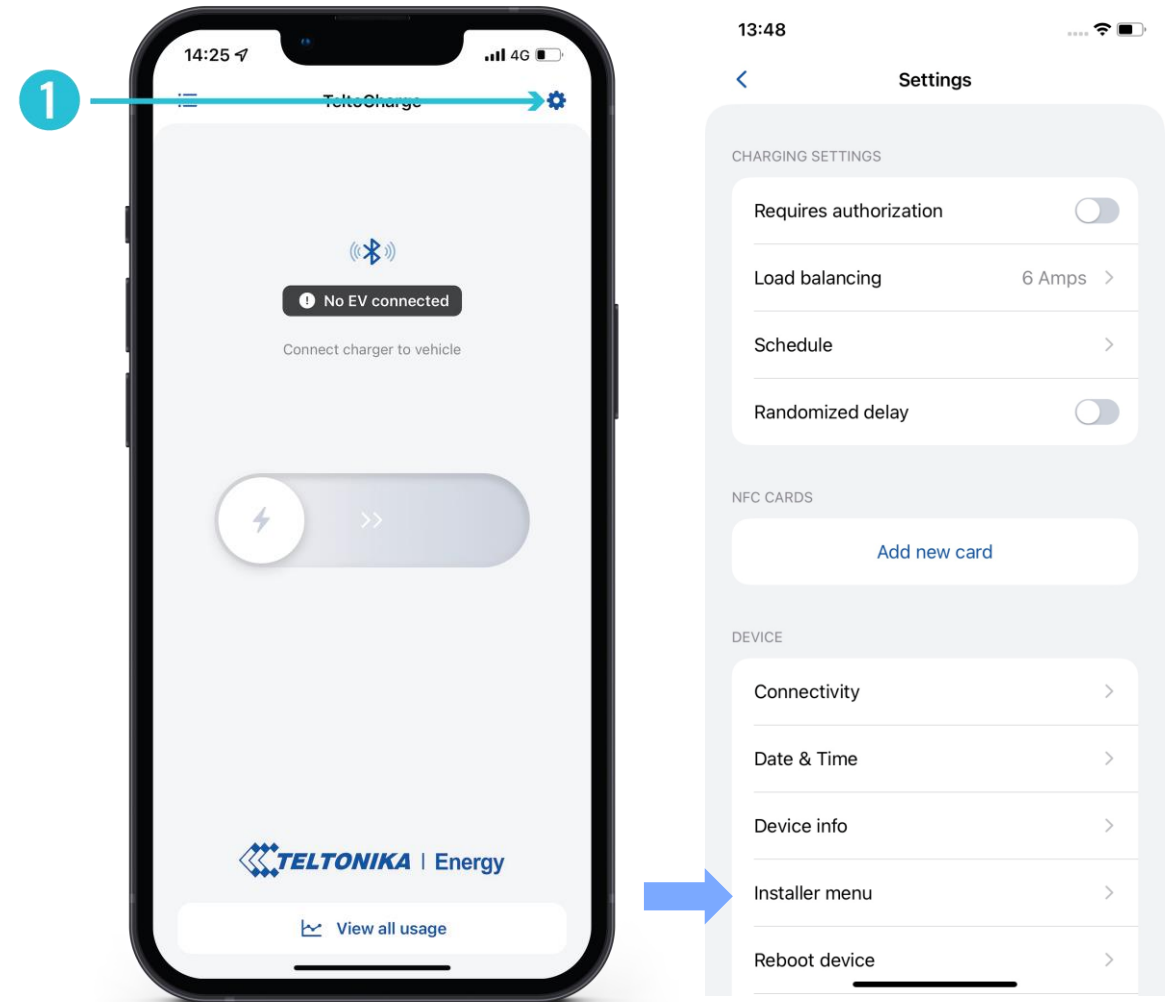 1
14:25
4G
TeltoCharge
No EV connected
Connect charger to vehicle
TELTONIKA | Energy
View all usage
13:48
Settings
CHARGING SETTINGS
Requires authorization
Load balancing 6 Amps
Schedule
Randomized delay
NFC CARDS
Add new card
DEVICE
Connectivity
Date & Time
Device info
Installer menu
Reboot device